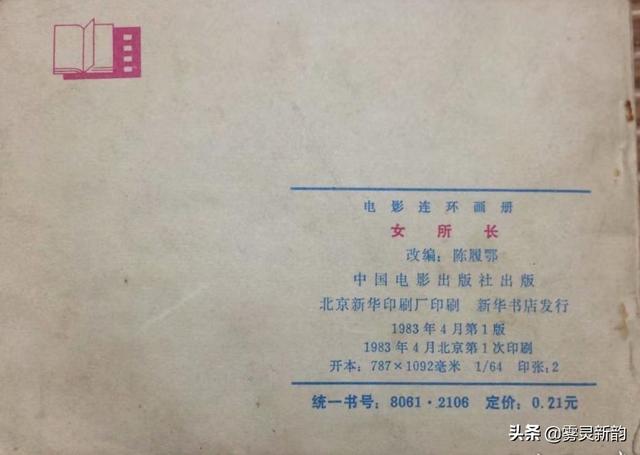 电影连环画册
女所长
改编：陈履鄂
中国电影出版社出版
北京新华印刷厂印刷 新华书店发行
1983年4月第1版
1983年4月北京第1次印刷
开本：787×1092毫米 1/64 印张：2
统一书号：8061·2106 定价：0.21元
头条@雾灵新韵